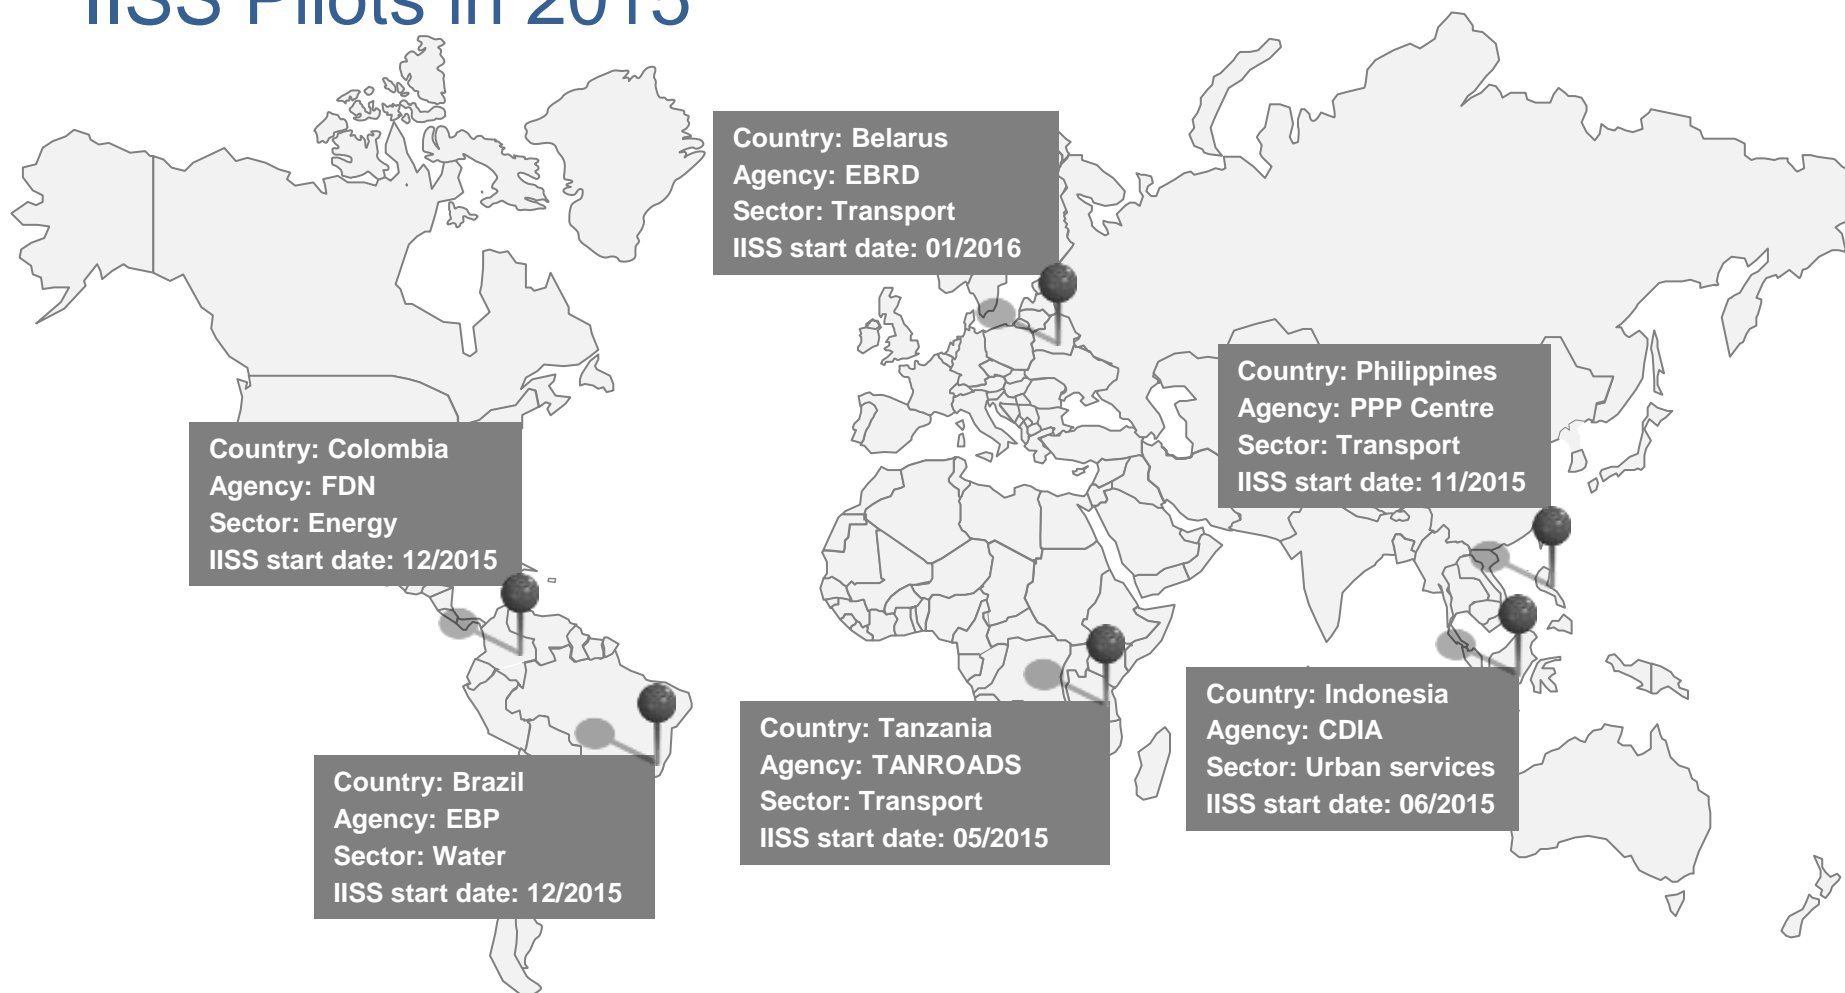 IISS Pilots in 2015
Country: Belarus
Agency: EBRD
Sector: Transport
IISS start date: 01/2016
Country: Philippines
Agency: PPP Centre
Sector: Transport
IISS start date: 11/2015
Country: Colombia
Agency: FDN
Sector: Energy
IISS start date: 12/2015
Country: Indonesia
Agency: CDIA
Sector: Urban services
IISS start date: 06/2015
Country: Tanzania
Agency: TANROADS
Sector: Transport
IISS start date: 05/2015
Country: Brazil
Agency: EBP
Sector: Water
IISS start date: 12/2015